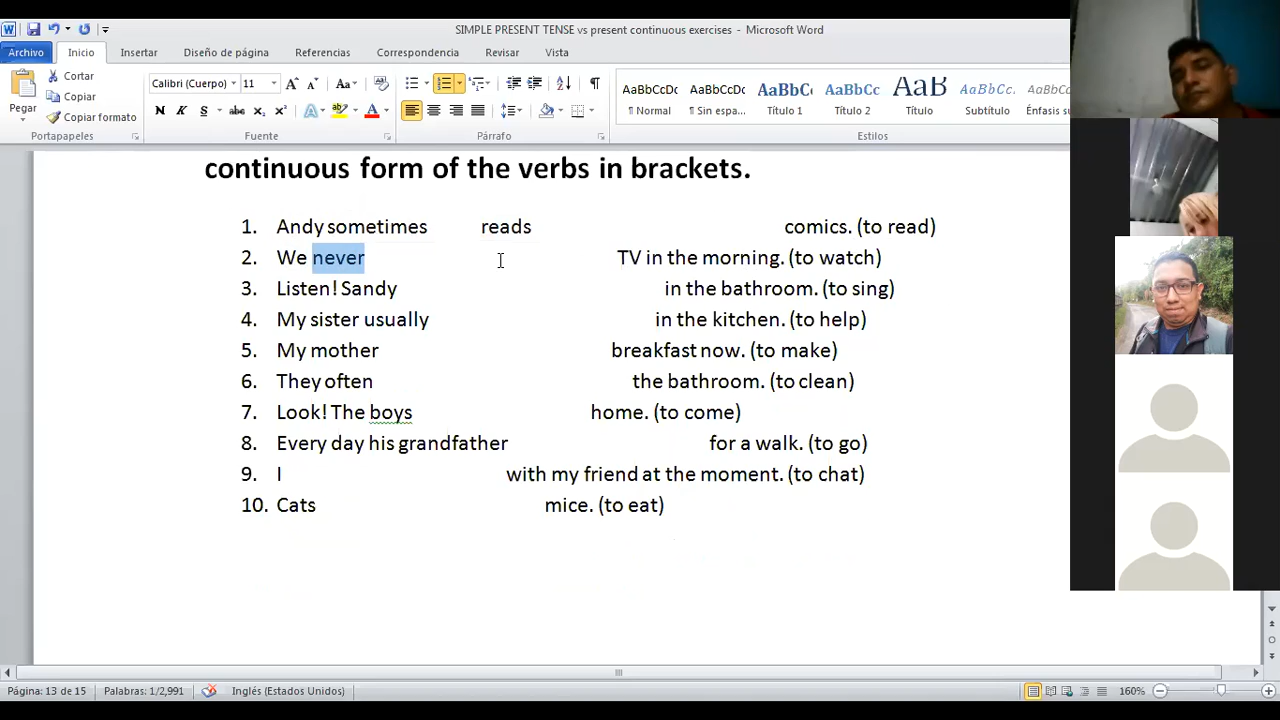 SIMPLE PRESENT TENSE vs present continuous exercises - Microsoft Word
Archivo Inicio Insertar Diseño de página Referencias Correspondencia Revisar Vista
Pegar
Cortar
Copiar
Copiar formato
Portapapeles
Calibri (Cuerpo) 11
N K S abc x₂ x² A
Fuente
Párrafo
AaBbCcDc AaBbCcDc AaBbCc AaBbCc AaB AaBbCc AaBbCcDc
¶ Normal ¶ Sin espa... Título 1 Título 2 Título Subtítulo Énfasis su
Estilos
continuous form of the verbs in brackets.
1. Andy sometimes reads comics. (to read)
2. We never TV in the morning. (to watch)
3. Listen! Sandy in the bathroom. (to sing)
4. My sister usually in the kitchen. (to help)
5. My mother breakfast now. (to make)
6. They often the bathroom. (to clean)
7. Look! The boys home. (to come)
8. Every day his grandfather for a walk. (to go)
9. I with my friend at the moment. (to chat)
10. Cats mice. (to eat)
Página: 13 de 15 Palabras: 1/2,991 Inglés (Estados Unidos) 160%